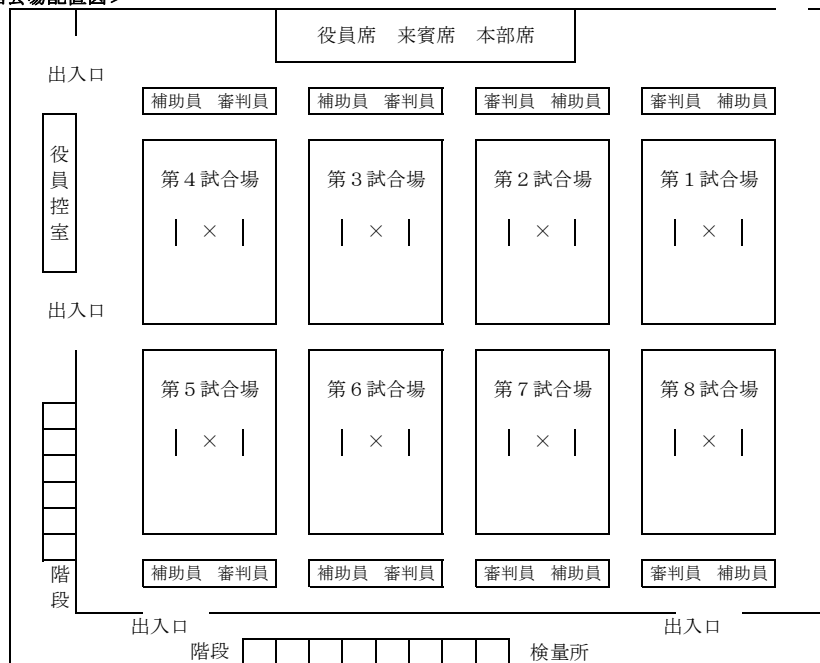 会場配置図>
役員席　来賓席　本部席
出入口
補助員　審判員
補助員　審判員
審判員　補助員
審判員　補助員
役員控室
第４試合場
第３試合場
第２試合場
第１試合場
×
×
×
×
出入口
第５試合場
第６試合場
第７試合場
第８試合場
×
×
×
×
階段
補助員　審判員
補助員　審判員
審判員　補助員
審判員　補助員
出入口
出入口
階段
検量所